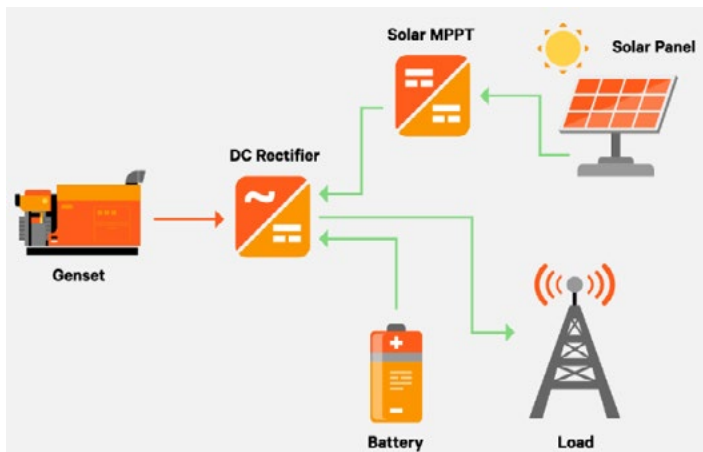 Solar MPPT
Solar Panel
DC Rectifier
Genset
Battery
Load